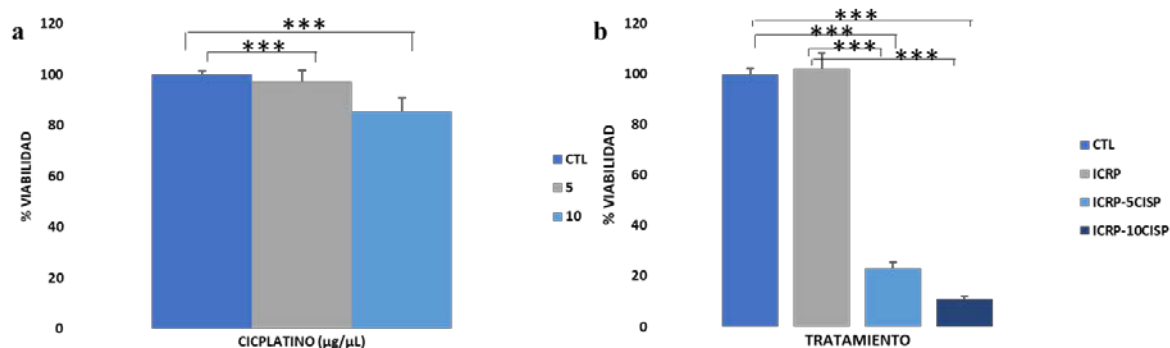 a
120
100
80
60
40
20
0
% VIABILIDAD
***
***
CICPLATINO (µg/µL)
CTL
5
10
b
120
100
80
60
40
20
0
% VIABILIDAD
***
***
***
***
TRATAMIENTO
CTL
ICRP
ICRP-5CISP
ICRP-10CISP